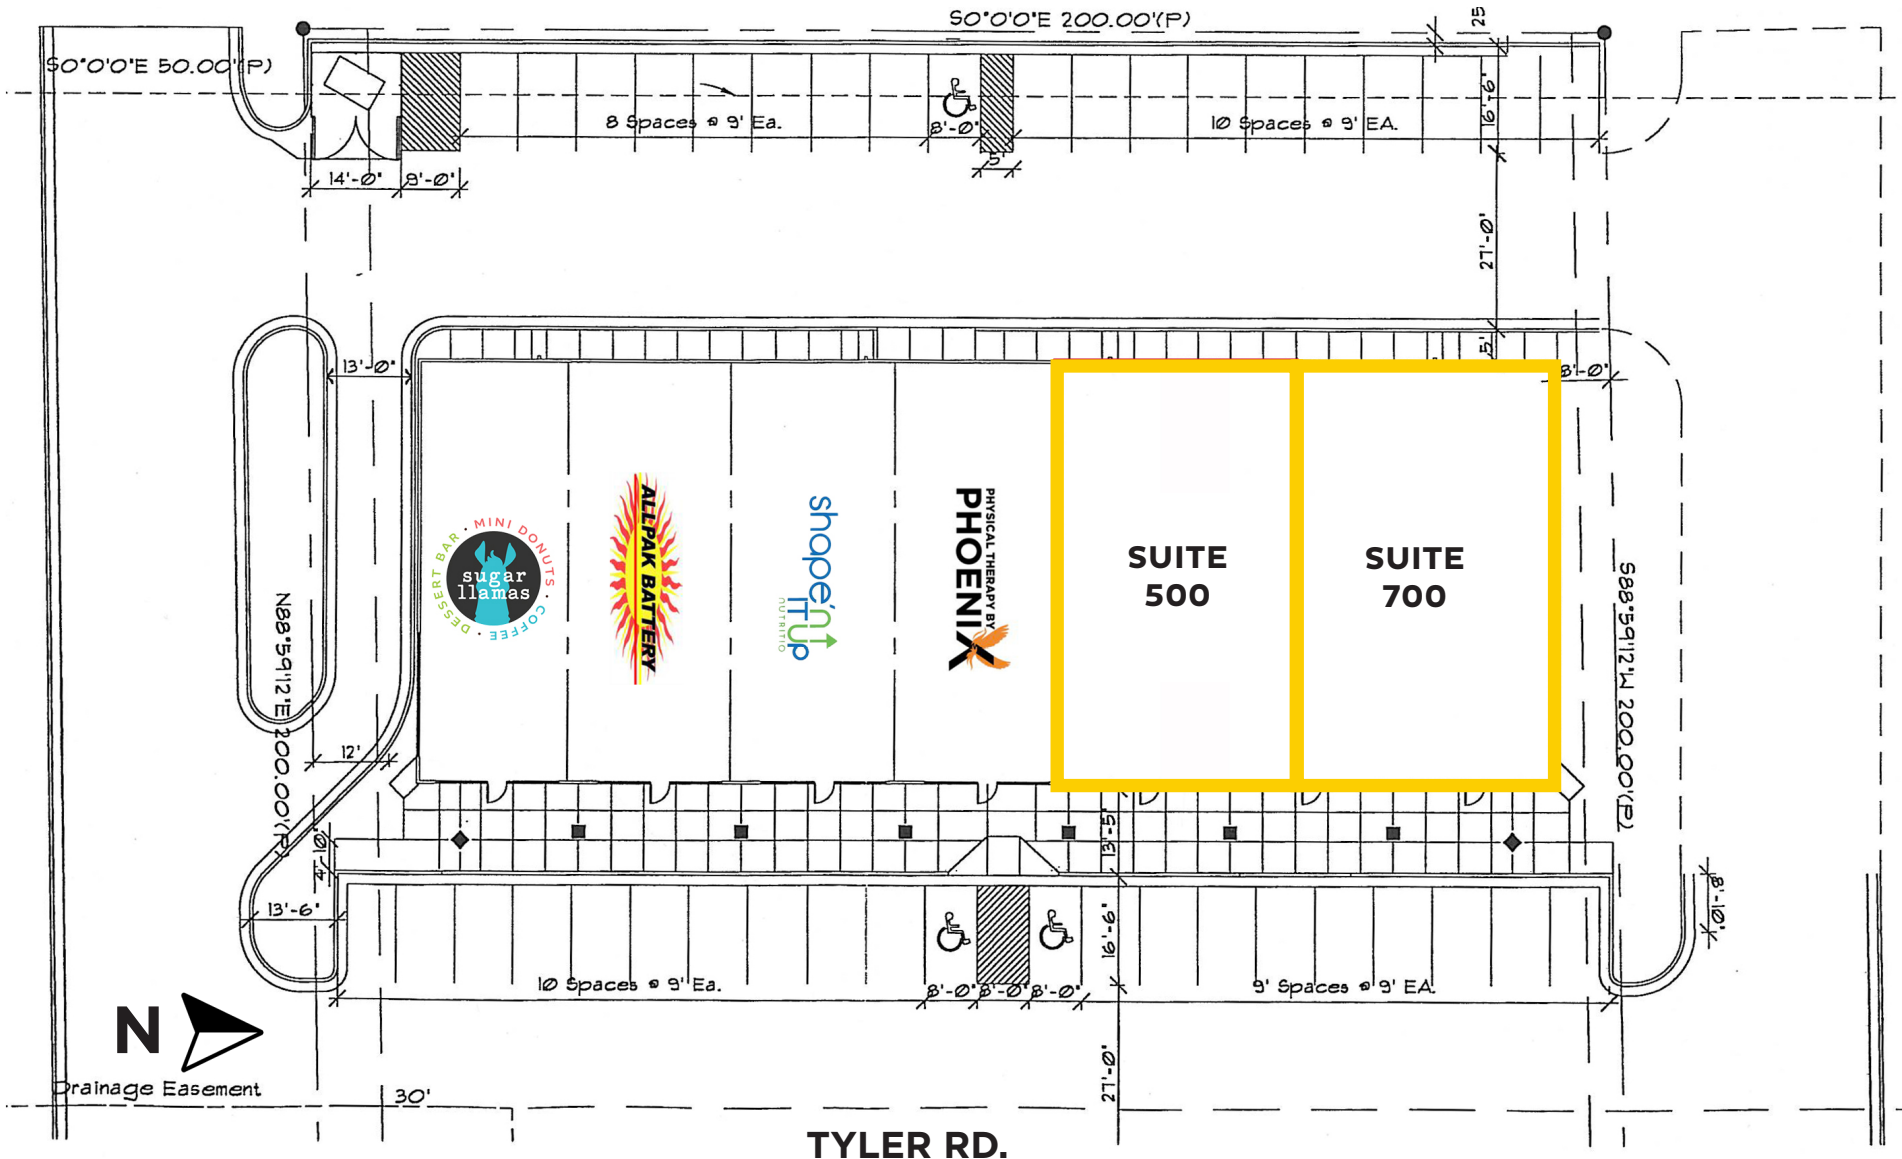 S0°0'0"E 200.00'(P)
25
S0°0'0"E 50.00'(P)
16'-6"
8 Spaces @ 9' Ea.
8'-0"
10 Spaces @ 9' EA.
5'
14'-0"
9'-0"
27'-0"
5'
13'-0"
8'-0"
MINI DONUTS · COFFEE · DESSERT BAR ·
sugar
llamas
ALLPAK BATTERY
shape'n
IT Up
NUTRITIO
PHYSICAL THERAPY BY
PHOENIX
SUITE
500
SUITE
700
N88°59'12"E 200.00'(P)
S88°59'12"W 200.00'(P)
12'
4'-10"
13'-5"
13'-6"
16'-6"
8'-10"
10 Spaces @ 9' Ea.
8'-0"
8'-0"
8'-0"
9' Spaces @ 9' EA.
N
27'-0"
Drainage Easement
30'
TYLER RD.